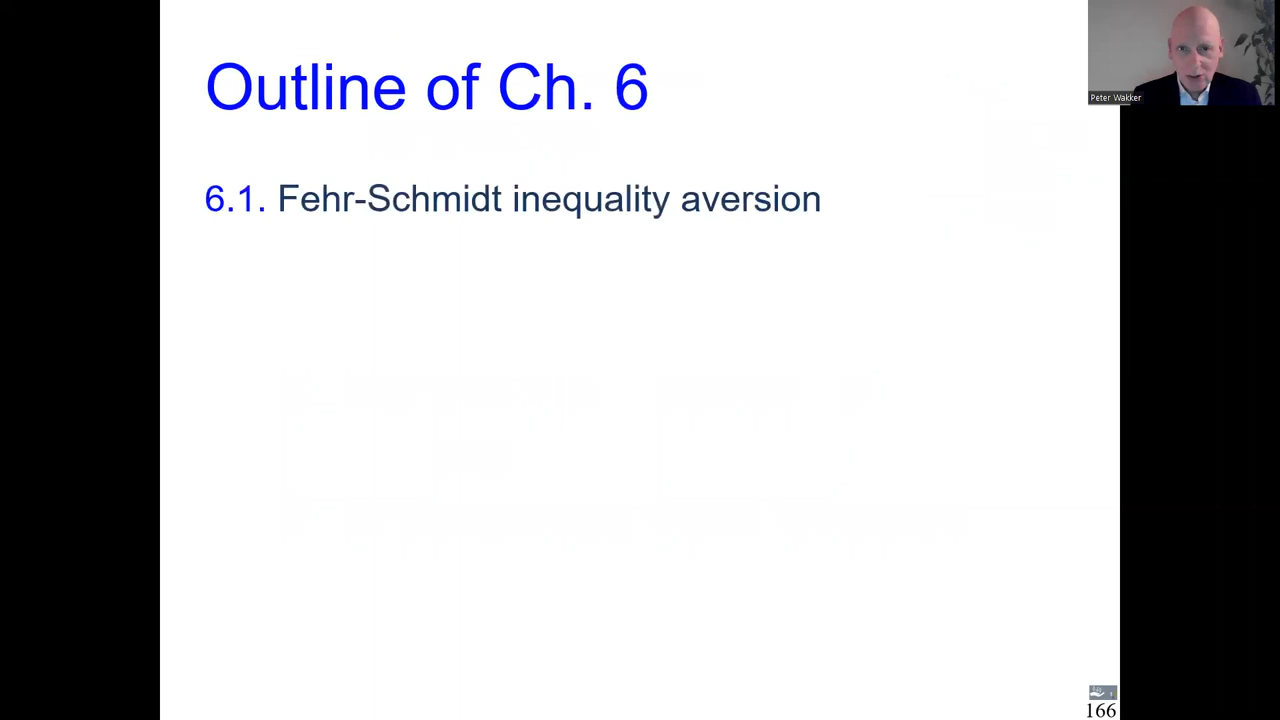 Outline of Ch. 6
Peter Wakker
6.1. Fehr-Schmidt inequality aversion
166